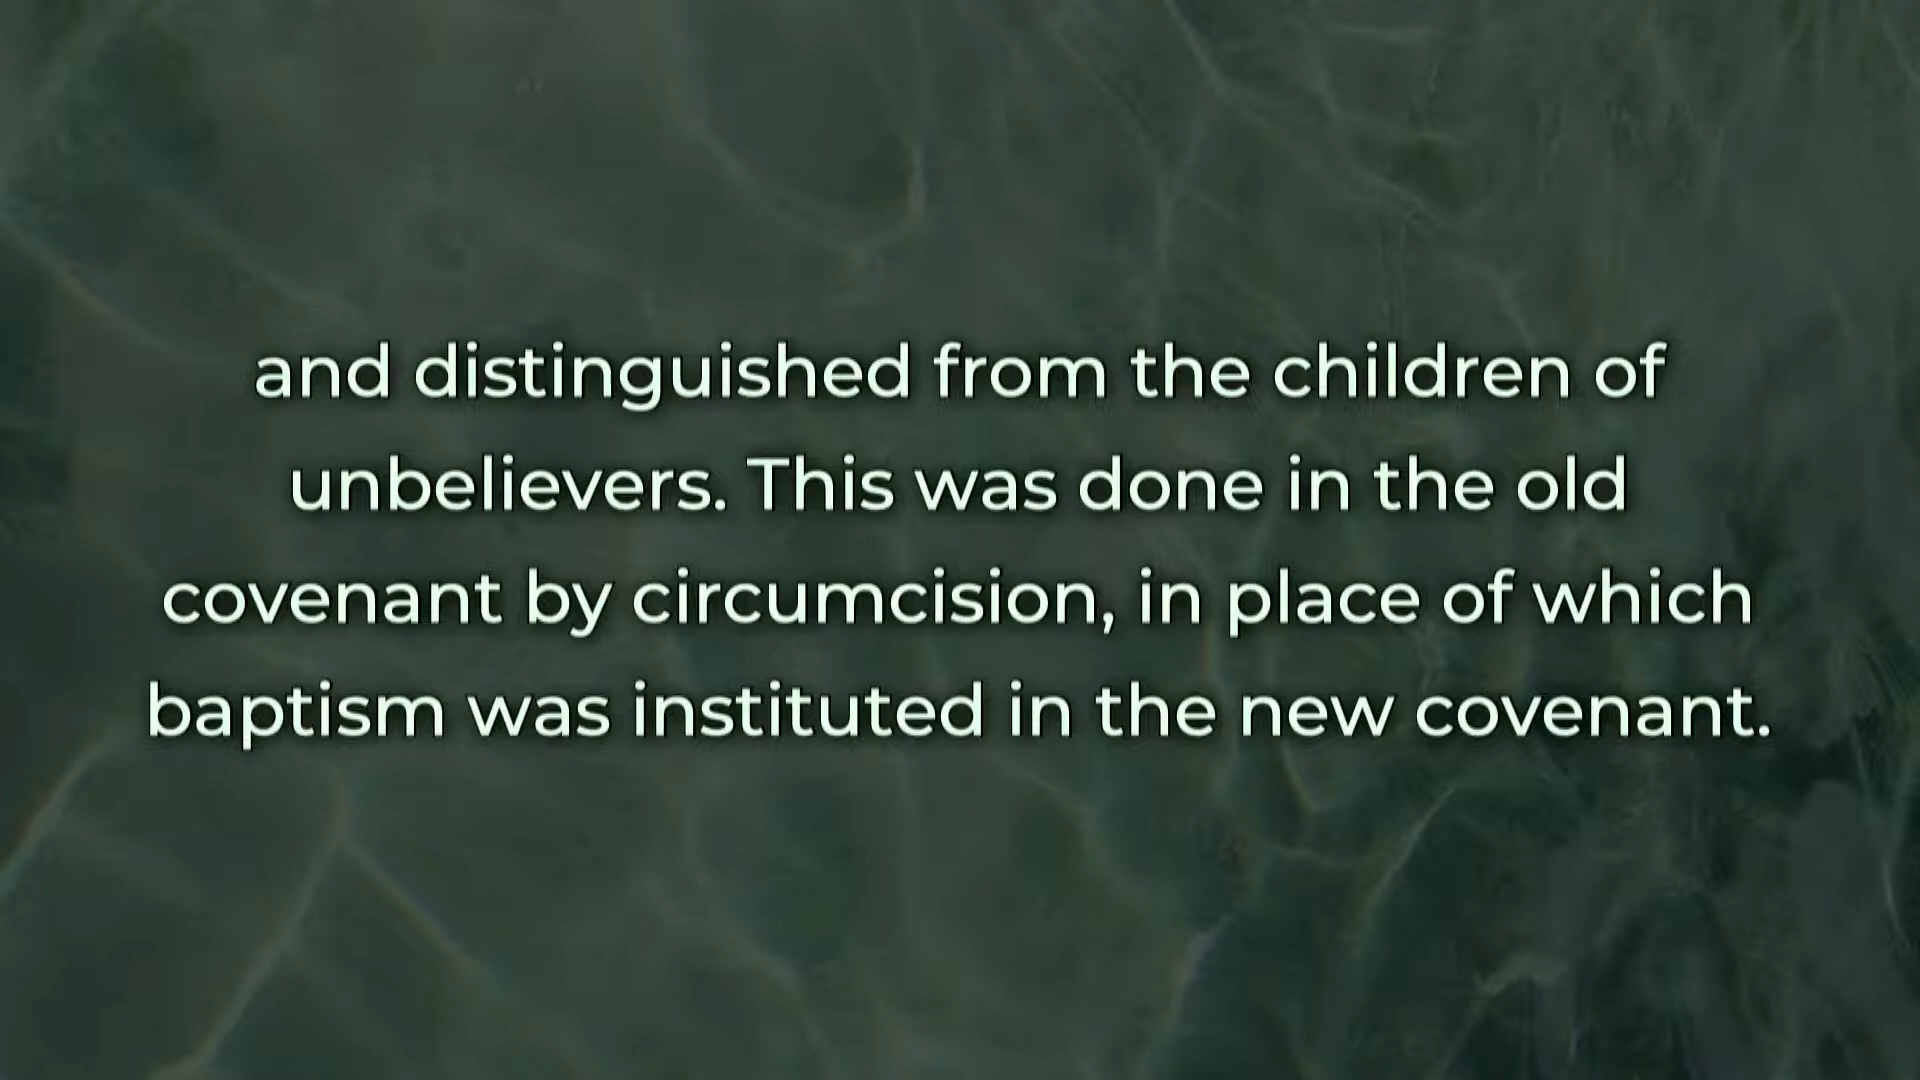 and distinguished from the children of
unbelievers. This was done in the old
covenant by circumcision, in place of which
baptism was instituted in the new covenant.